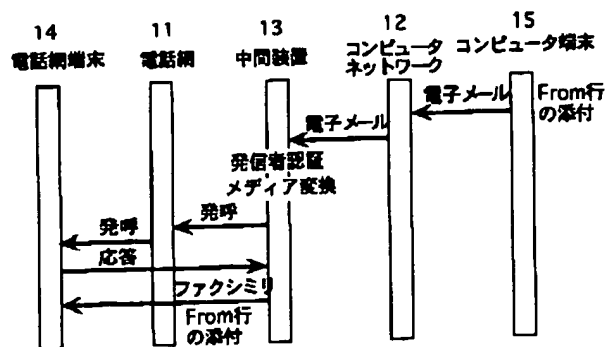 14
11
13
12
15
電話網端末
電話網
中間装置
コンピュータ
ネットワーク
コンピュータ端末
電子メール
From行
の添付
電子メール
発信者認証
メディア変換
発呼
発呼
応答
ファクシミリ
From行
の添付